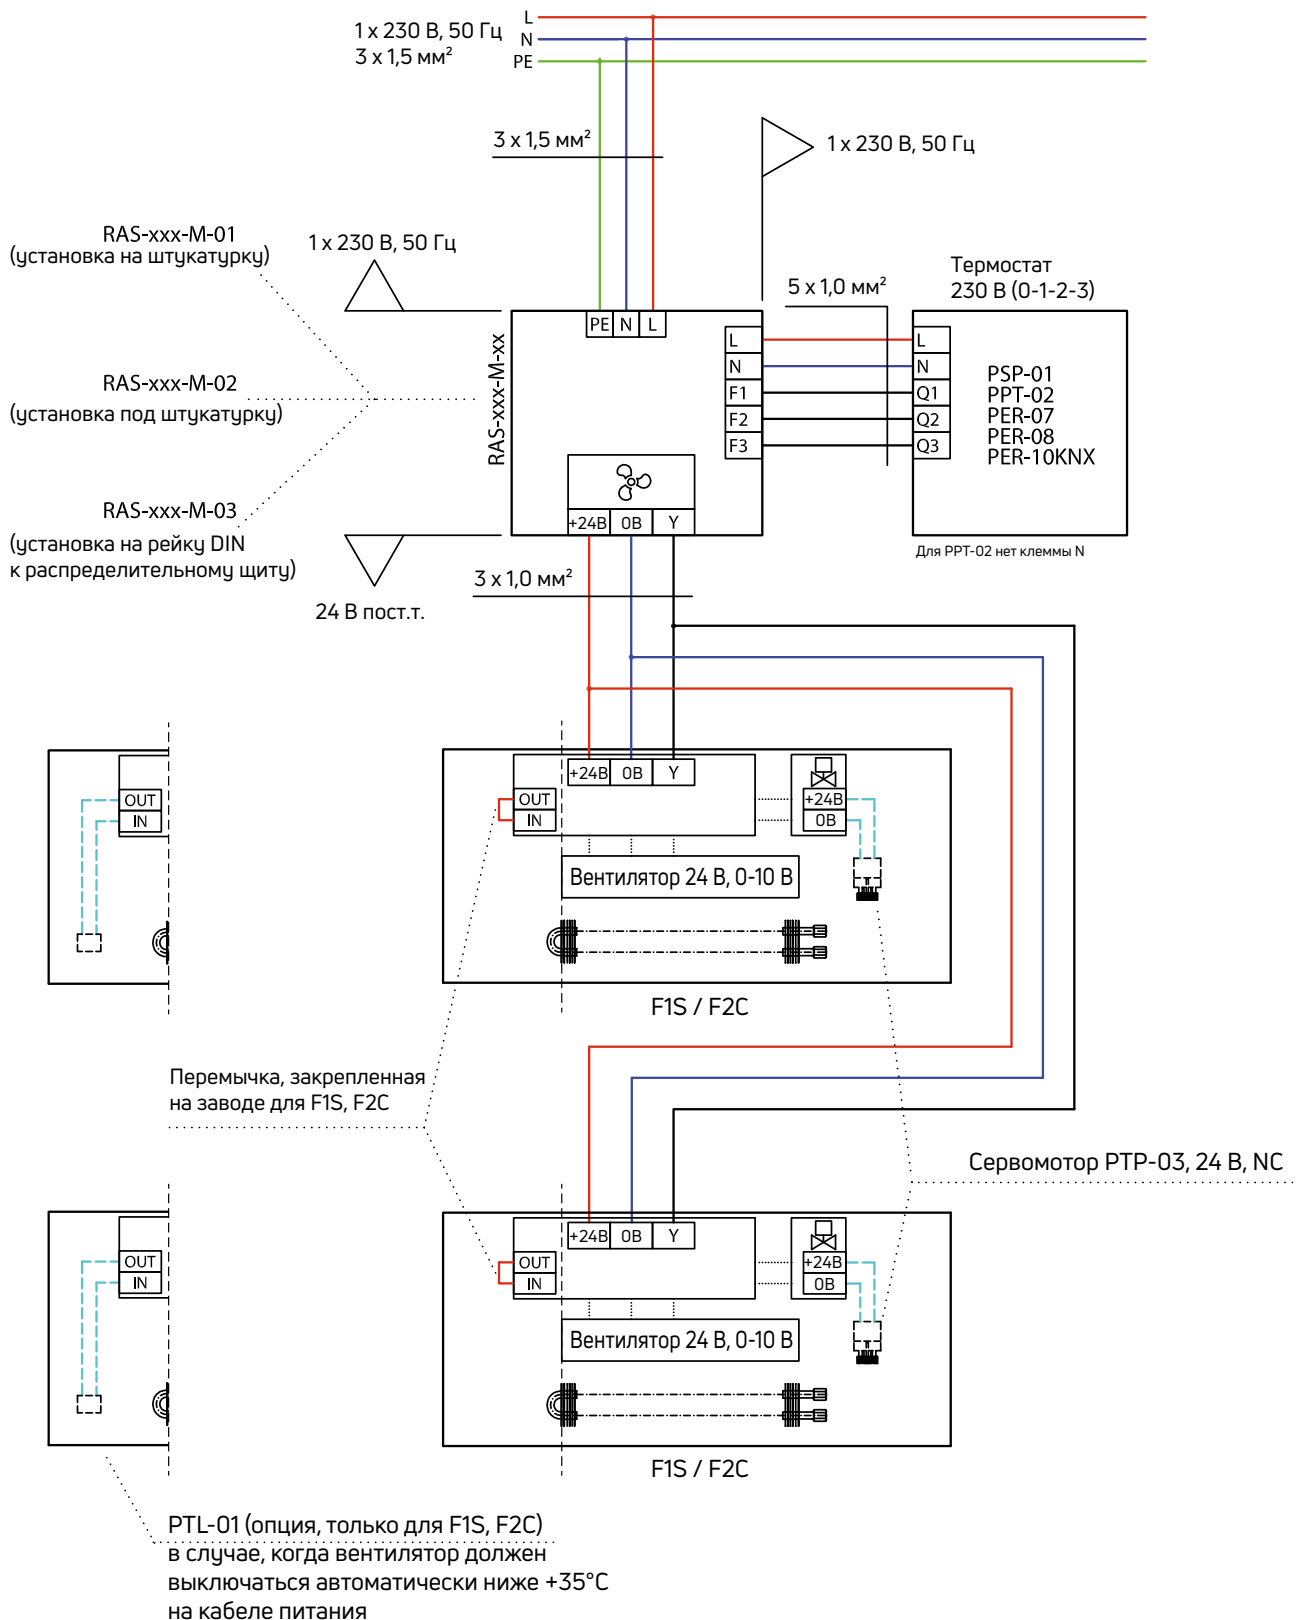 1 x 230 В, 50 Гц
3 x 1,5 мм²
L
N
PE
3 x 1,5 мм²
1 x 230 В, 50 Гц
RAS-xxx-M-01
(установка на штукатурку)
1 x 230 В, 50 Гц
RAS-xxx-M-02
(установка под штукатурку)
RAS-xxx-M-03
(установка на рейку DIN
к распределительному щиту)
24 В пост.т.
RAS-xxx-M-xx
PE N L
L
N
F1
F2
F3
+24В 0В Y
5 x 1,0 мм²
Термостат
230 В (0-1-2-3)
L
N
Q1
Q2
Q3
PSP-01
PPT-02
PER-07
PER-08
PER-10KNX
Для PPT-02 нет клеммы N
3 x 1,0 мм²
OUT
IN
+24В 0В Y
OUT
IN
+24В
0В
Вентилятор 24 В, 0-10 В
F1S / F2C
Перемычка, закрепленная
на заводе для F1S, F2C
Сервомотор PTP-03, 24 В, NC
OUT
IN
+24В 0В Y
OUT
IN
+24В
0В
Вентилятор 24 В, 0-10 В
F1S / F2C
PTL-01 (опция, только для F1S, F2C)
в случае, когда вентилятор должен
выключаться автоматически ниже +35°C
на кабеле питания